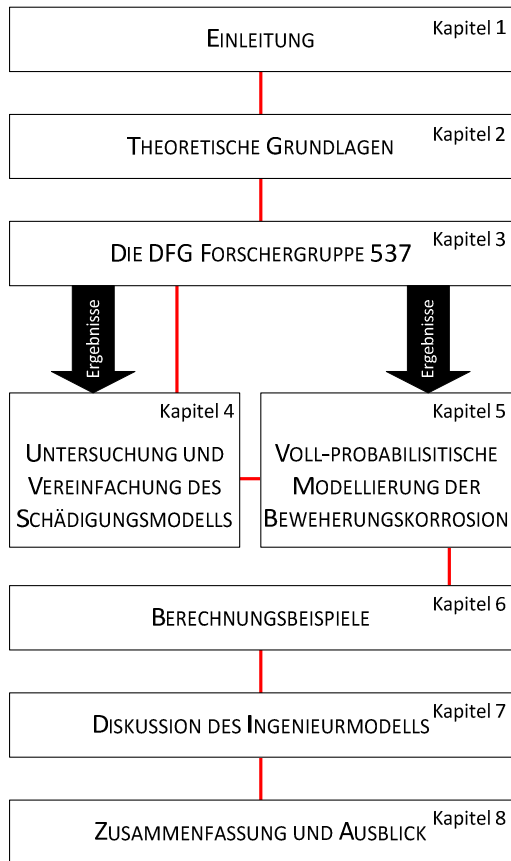 Kapitel 1
EINLEITUNG
Kapitel 2
THEORETISCHE GRUNDLAGEN
Kapitel 3
DIE DFG FORSCHERGRUPPE 537
Ergebnisse
Ergebnisse
Kapitel 4
UNTERSUCHUNG UND
VEREINFACHUNG DES
SCHÄDIGUNGSMODELLS
Kapitel 5
VOLL-PROBABILISITISCHE
MODELLIERUNG DER
BEWEHERUNGSKORROSION
Kapitel 6
BERECHNUNGSBEISPIELE
Kapitel 7
DISKUSSION DES INGENIEURMODELLS
Kapitel 8
ZUSAMMENFASSUNG UND AUSBLICK